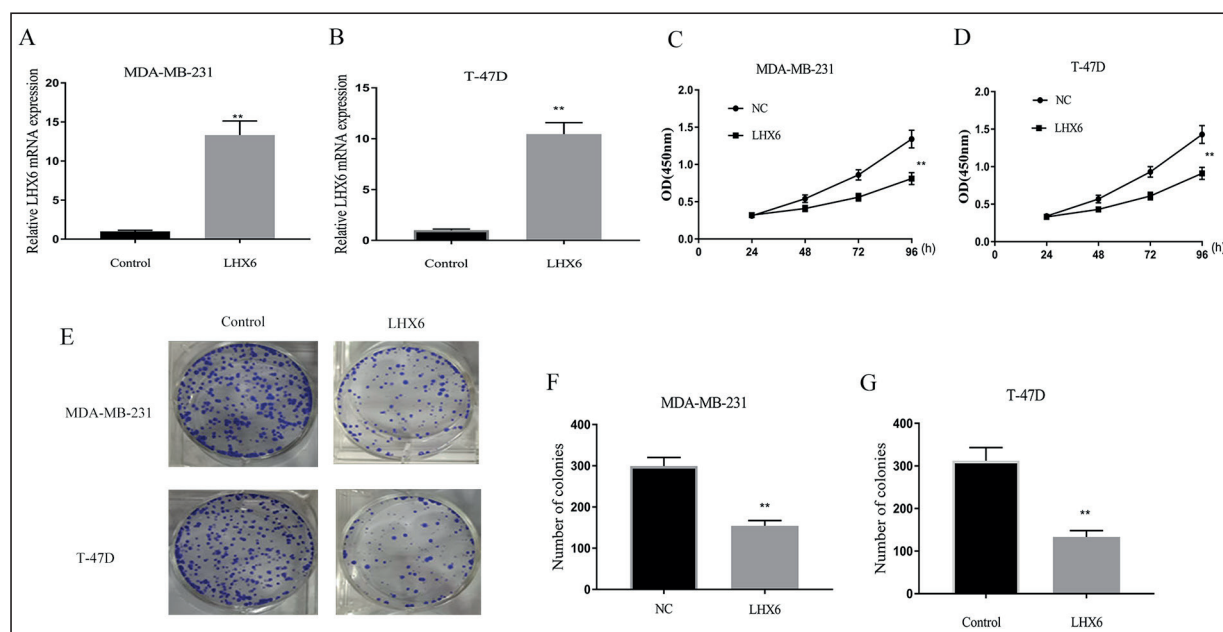 A
MDA-MB-231
Relative LHX6 mRNA expression
20
15
10
5
0
**
Control
LHX6
B
T-47D
Relative LHX6 mRNA expression
15
10
5
0
**
Control
LHX6
C
MDA-MB-231
OD(450nm)
2.0
1.5
1.0
0.5
0.0
NC
LHX6
**
0
24
48
72
96
(h)
D
T-47D
OD(450nm)
2.0
1.5
1.0
0.5
0.0
NC
LHX6
**
0
24
48
72
96
(h)
E
Control
LHX6
MDA-MB-231
T-47D
F
MDA-MB-231
Number of colonies
400
300
200
100
0
**
NC
LHX6
G
T-47D
Number of colonies
400
300
200
100
0
**
Control
LHX6